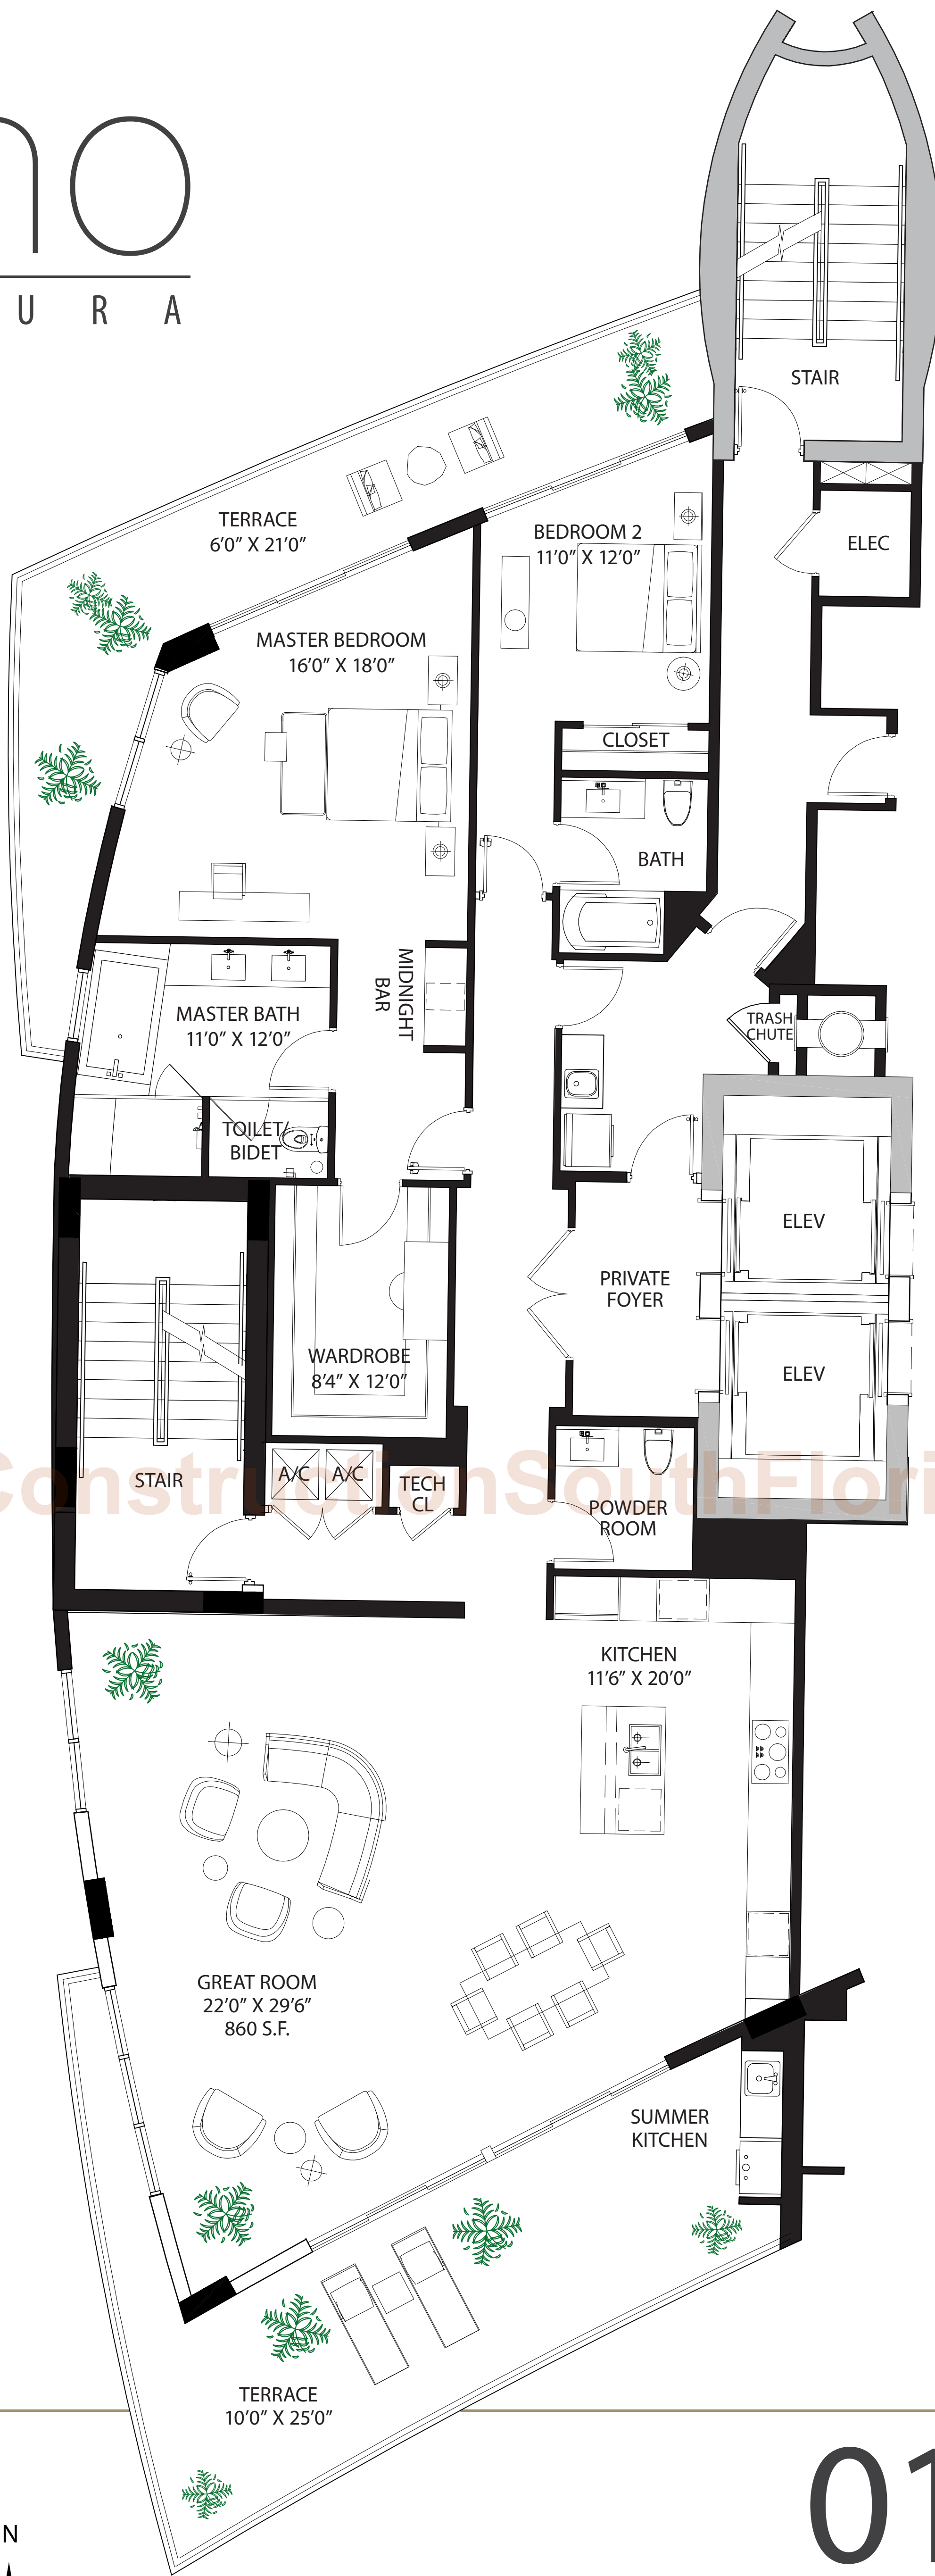 no
U R A
STAIR
TERRACE
6'0” X 21'0”
BEDROOM 2
11'0” X 12'0”
ELEC
MASTER BEDROOM
16'0” X 18'0”
CLOSET
BATH
MIDNIGHT
BAR
MASTER BATH
11'0” X 12'0”
TRASH
CHUTE
TOILET/
BIDET
ELEV
PRIVATE
FOYER
WARDROBE
8'4” X 12'0”
ELEV
STAIR
A/C
A/C
TECH
CL
ConstructionSouthFlori
POWDER
ROOM
KITCHEN
11'6” X 20'0”
GREAT ROOM
22'0” X 29'6”
860 S.F.
SUMMER
KITCHEN
TERRACE
10'0” X 25'0”
01
N